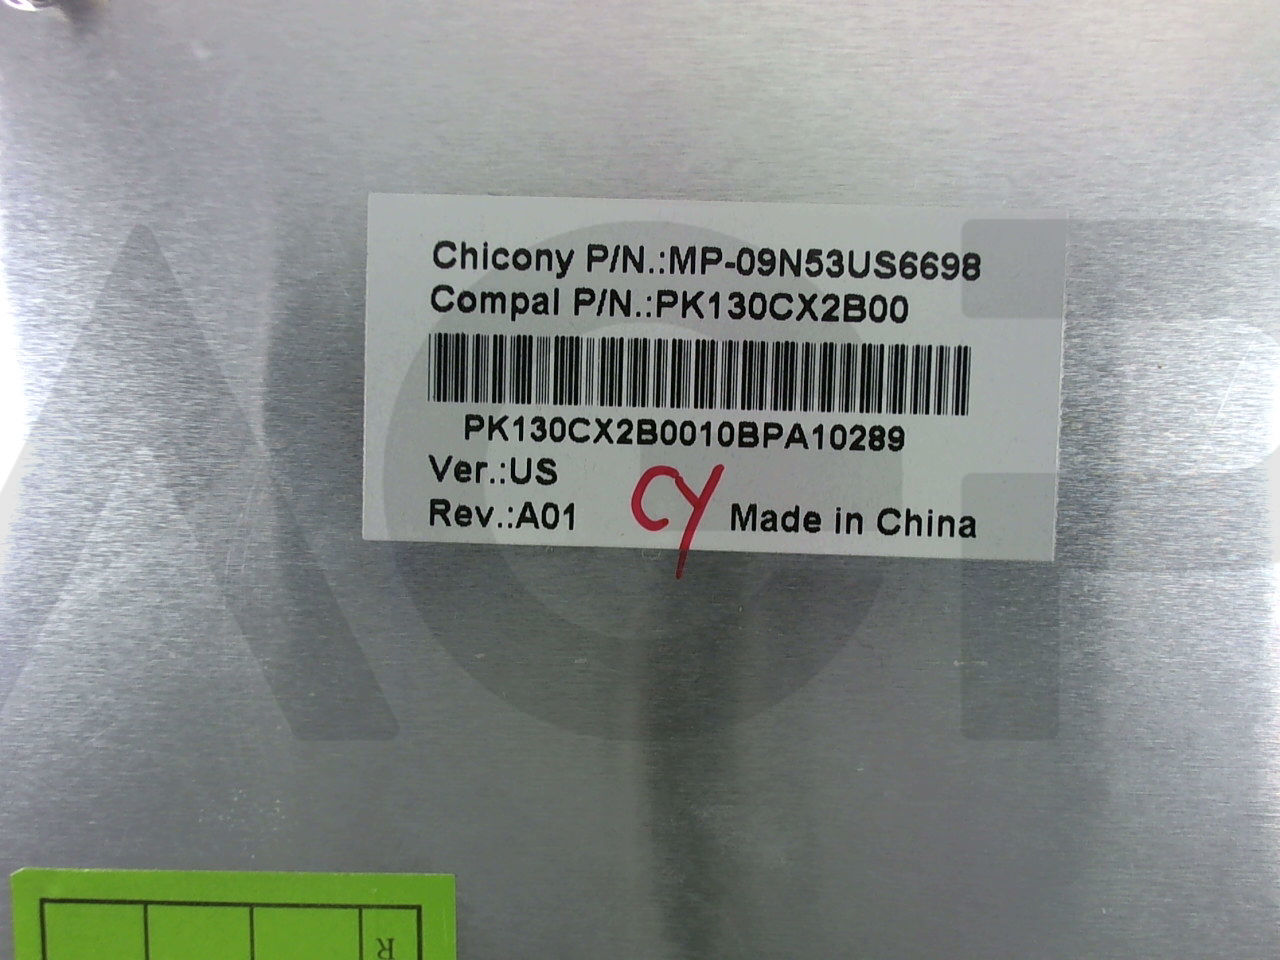 Chicony P/N.:MP-09N53US6698
Compal P/N.:PK130CX2B00
PK130CX2B0010BPA10289
Ver.:US
Rev.:A01
CY
Made in China
R